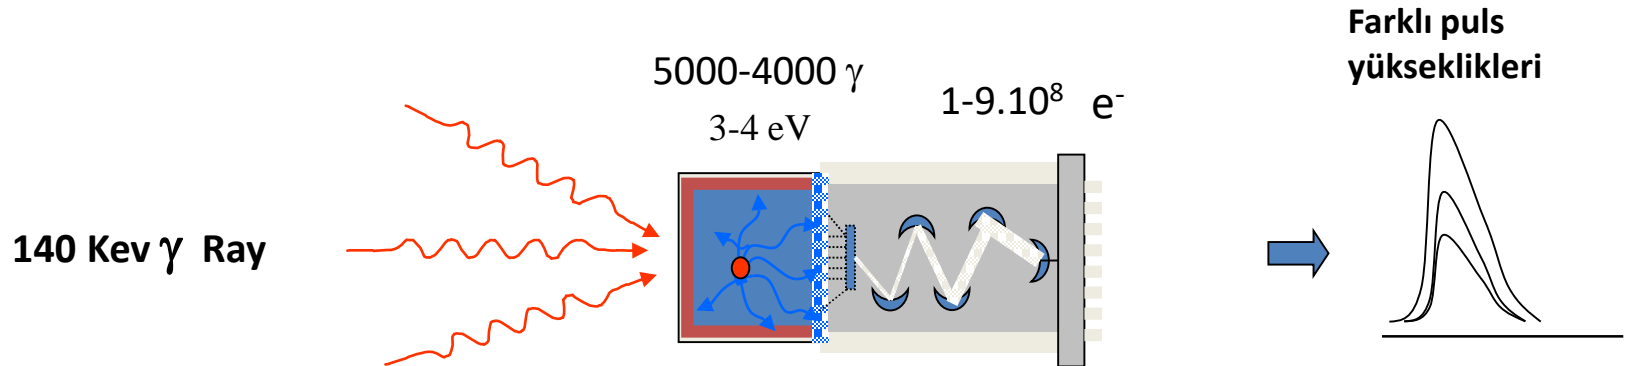 Farklı puls
yükseklikleri
5000-4000 γ
3-4 eV
1-9.10⁸ e⁻
140 Kev γ Ray